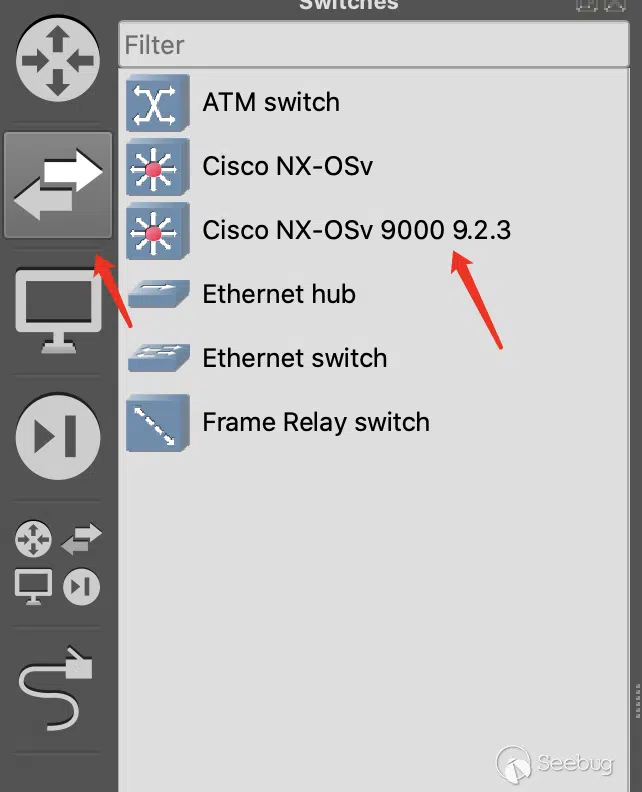 Switches
Filter
ATM switch
Cisco NX-OSv
Cisco NX-OSv 9000 9.2.3
Ethernet hub
Ethernet switch
Frame Relay switch
Seebug